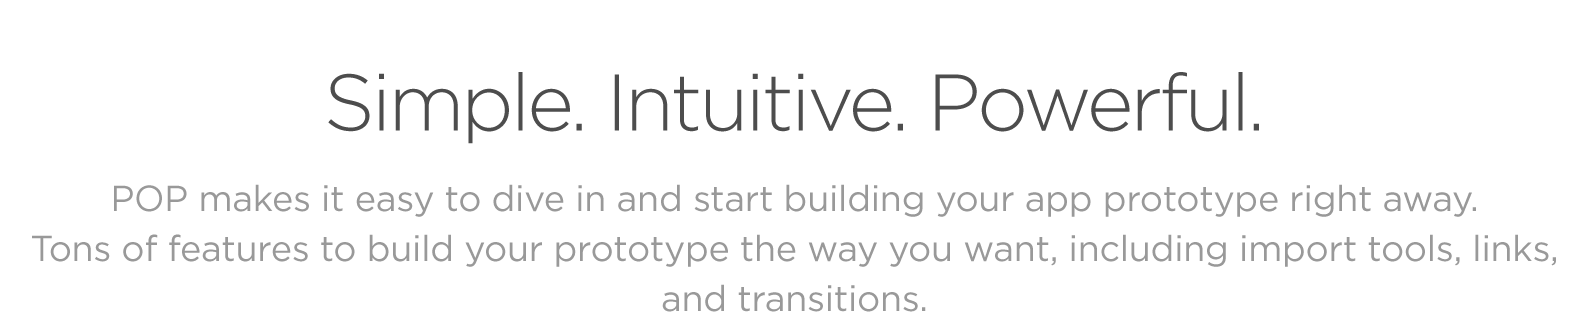 Simple. Intuitive. Powerful.
POP makes it easy to dive in and start building your app prototype right away.
Tons of features to build your prototype the way you want, including import tools, links,
and transitions.